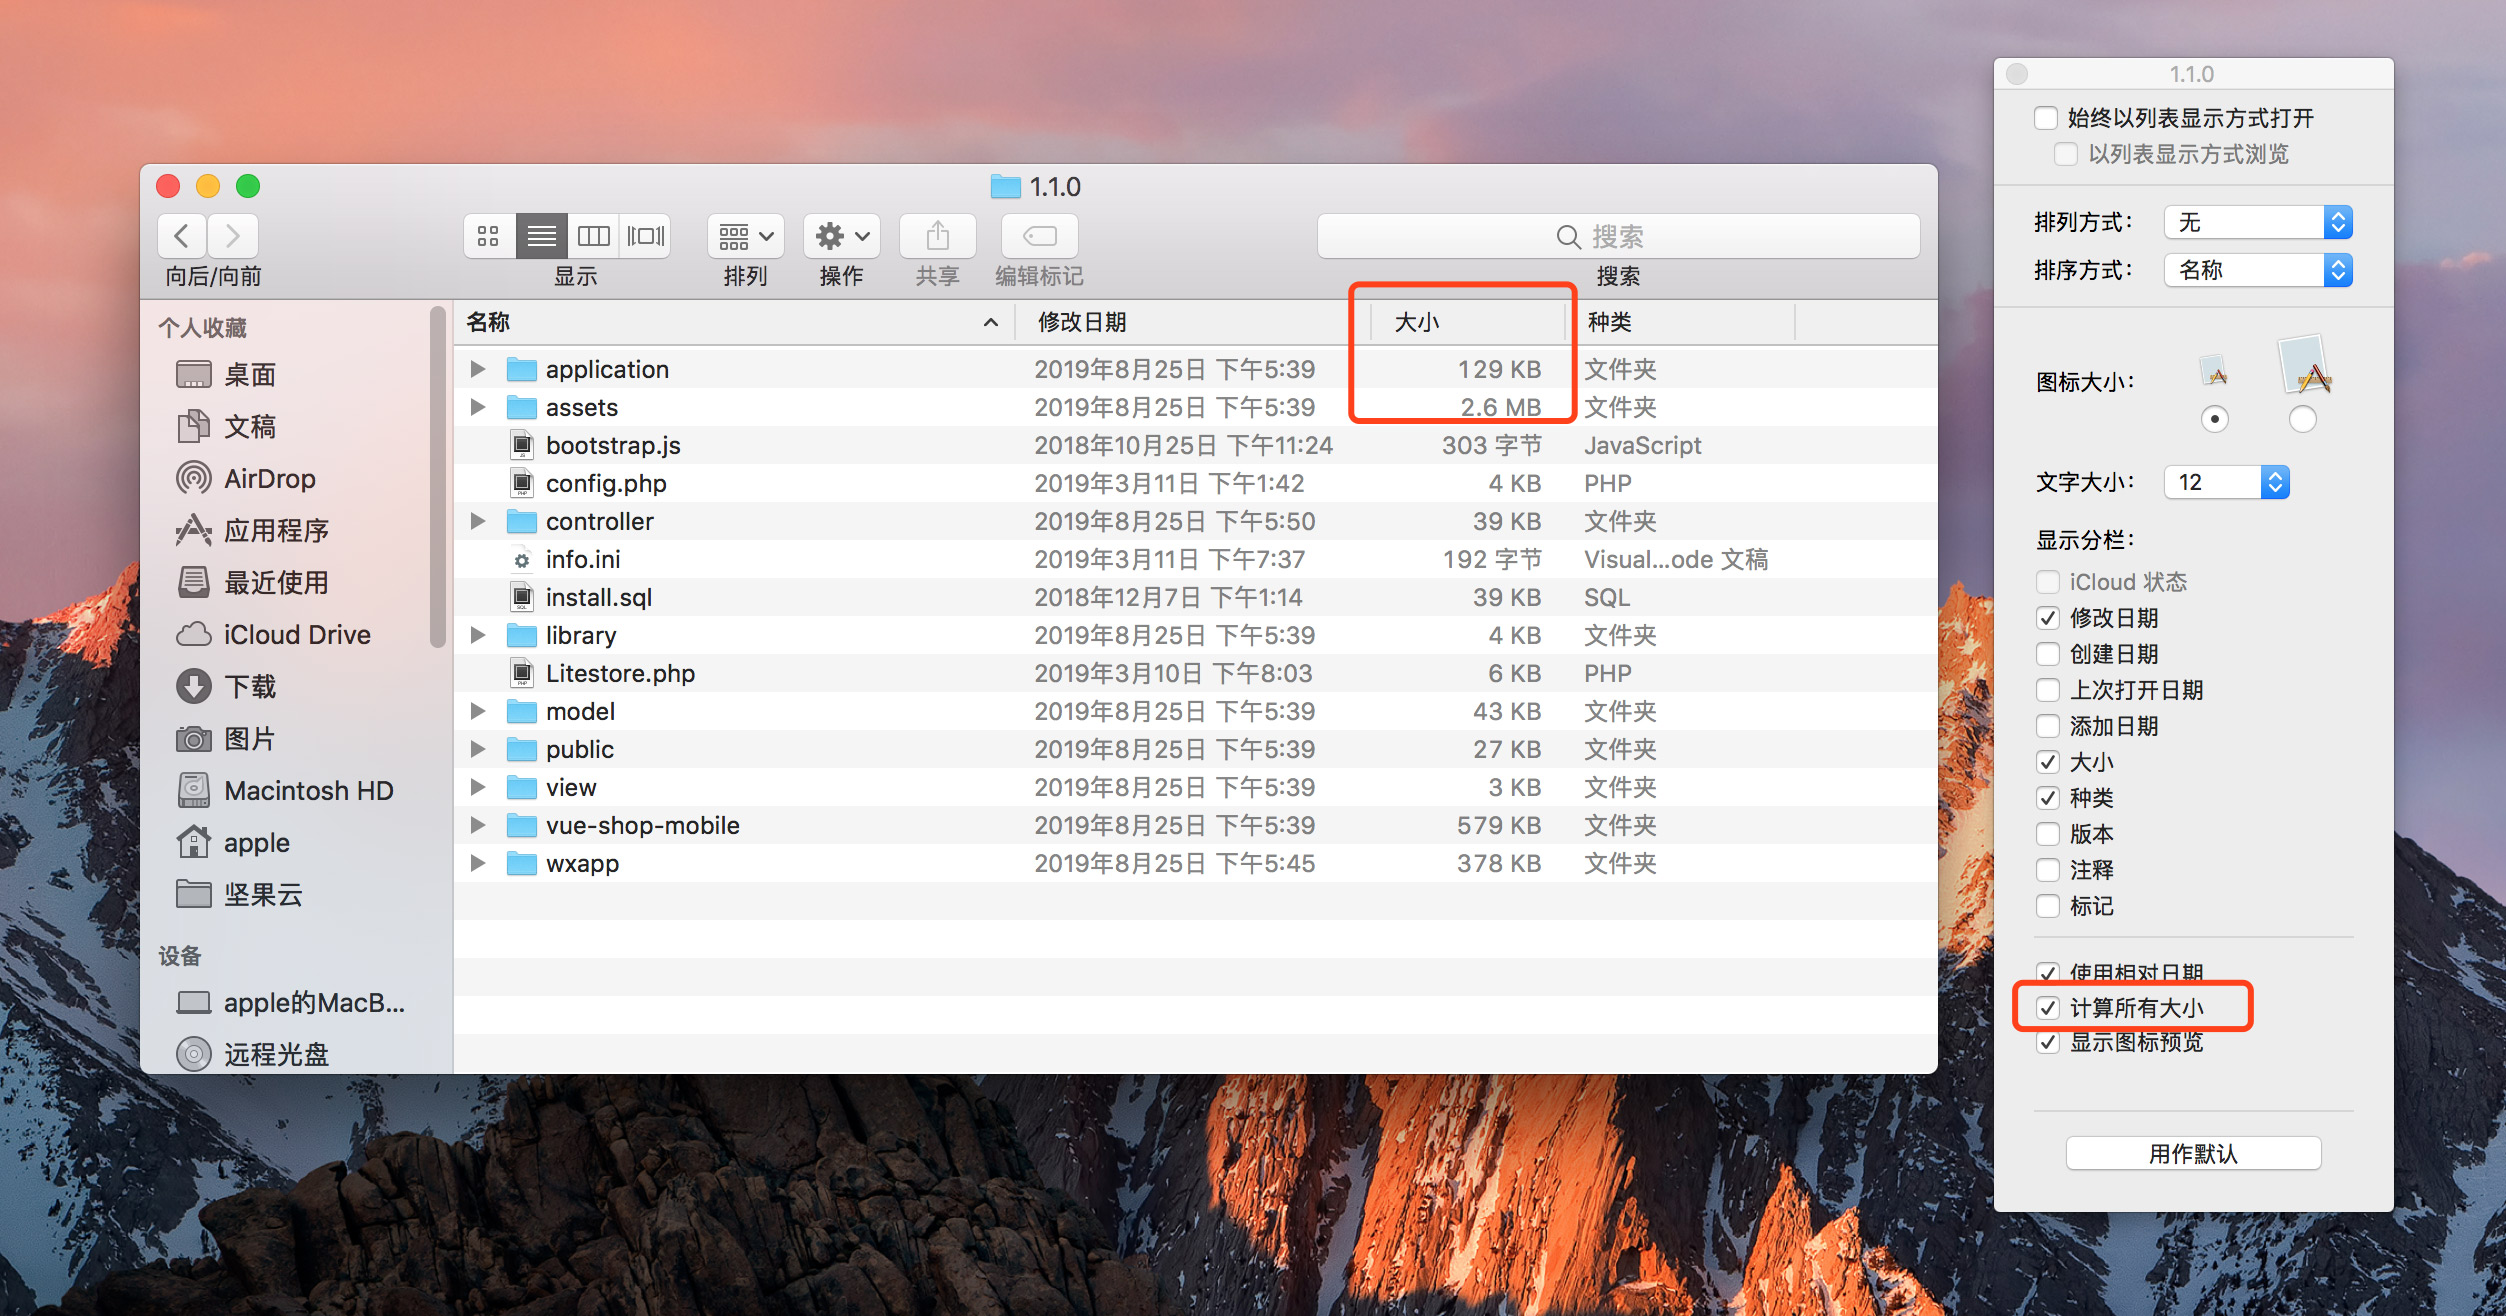 1.1.0
向后/向前
显示
排列
操作
共享
编辑标记
搜索
搜索
个人收藏
桌面
文稿
AirDrop
应用程序
最近使用
iCloud Drive
下载
图片
Macintosh HD
apple
坚果云
设备
apple的MacB...
远程光盘
名称 修改日期 大小 种类
application 2019年8月25日 下午5:39 129 KB 文件夹
assets 2019年8月25日 下午5:39 2.6 MB 文件夹
bootstrap.js 2018年10月25日 下午11:24 303 字节 JavaScript
config.php 2019年3月11日 下午1:42 4 KB PHP
controller 2019年8月25日 下午5:50 39 KB 文件夹
info.ini 2019年3月11日 下午7:37 192 字节 Visual...ode 文稿
install.sql 2018年12月7日 下午1:14 39 KB SQL
library 2019年8月25日 下午5:39 4 KB 文件夹
Litestore.php 2019年3月10日 下午8:03 6 KB PHP
model 2019年8月25日 下午5:39 43 KB 文件夹
public 2019年8月25日 下午5:39 27 KB 文件夹
view 2019年8月25日 下午5:39 3 KB 文件夹
vue-shop-mobile 2019年8月25日 下午5:39 579 KB 文件夹
wxapp 2019年8月25日 下午5:45 378 KB 文件夹
1.1.0
始终以列表显示方式打开
以列表显示方式浏览
排列方式: 无
排序方式: 名称
图标大小:
文字大小: 12
显示分栏:
iCloud 状态
修改日期
创建日期
上次打开日期
添加日期
大小
种类
版本
注释
标记
使用相对日期
计算所有大小
显示图标预览
用作默认